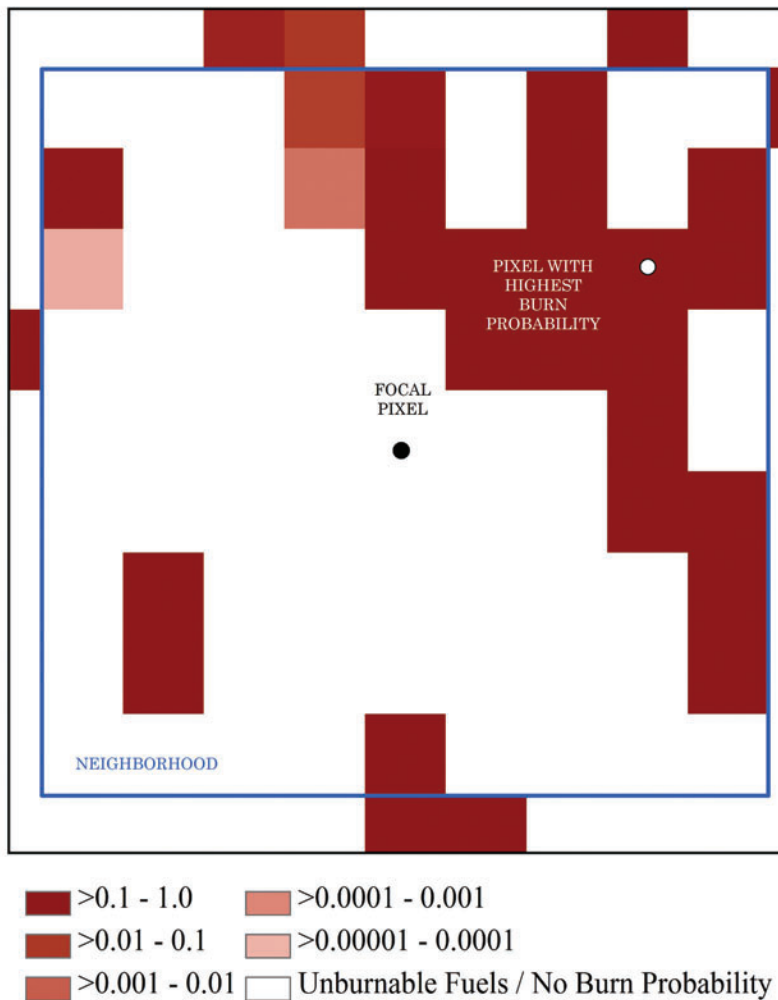 PIXEL WITH
HIGHEST
BURN
PROBABILITY
FOCAL
PIXEL
NEIGHBORHOOD
>0.1 - 1.0
>0.01 - 0.1
>0.001 - 0.01
>0.0001 - 0.001
>0.00001 - 0.0001
Unburnable Fuels / No Burn Probability